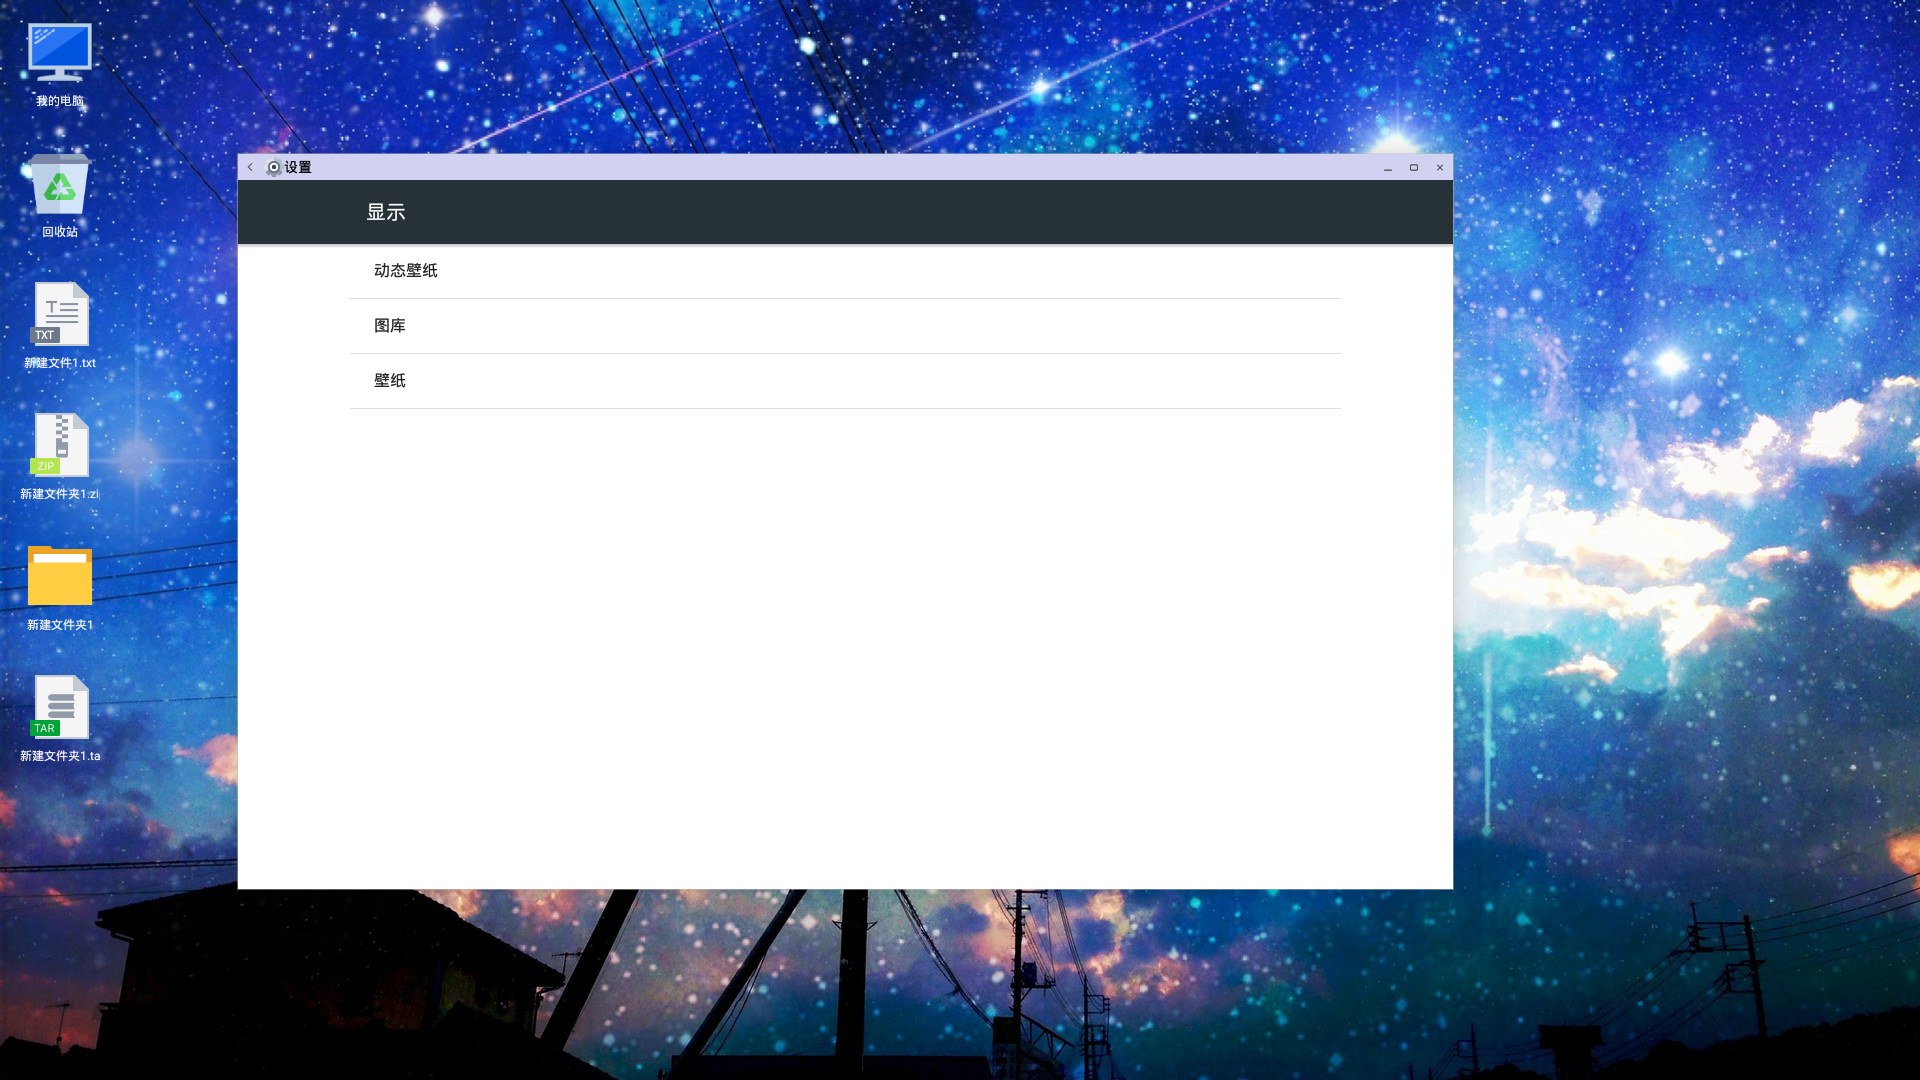 我的电脑
回收站
TXT
新建文件1.txt
ZIP
新建文件夹1.zi
新建文件夹1
TAR
新建文件夹1.ta
设置
显示
动态壁纸
图库
壁纸